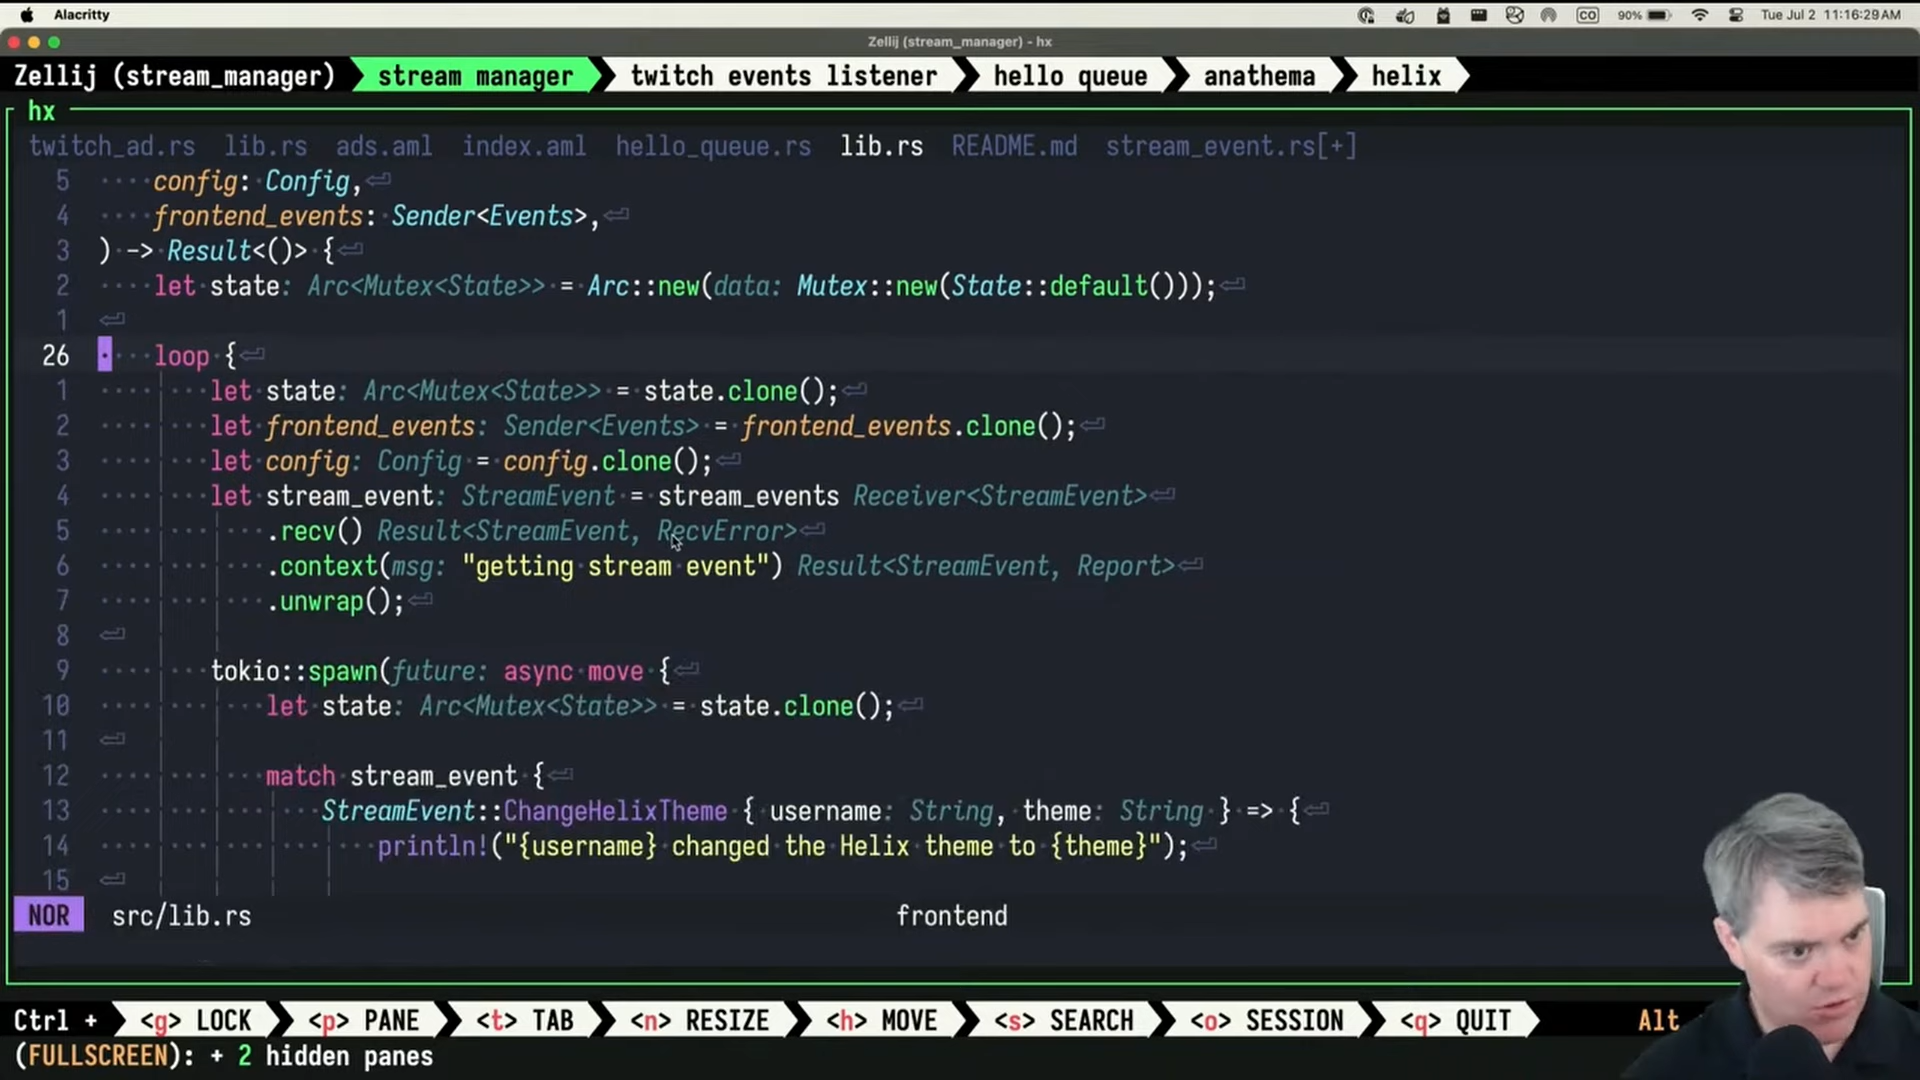 Alacritty CO 90% Tue Jul 2 11:16:29 AM
Zellij (stream_manager) - hx
Zellij (stream_manager) stream manager twitch events listener hello queue anathema helix
hx
twitch_ad.rs lib.rs ads.aml index.aml hello_queue.rs lib.rs README.md stream_event.rs[+]
5 ····config:·Config,⏎
4 ····frontend_events:·Sender<Events>,⏎
3 )·->·Result<()>·{⏎
2 ····let·state: Arc<Mutex<State>>·=·Arc::new(data: Mutex::new(State::default()));⏎
1 ⏎
26 ····loop·{⏎
1 ········let·state: Arc<Mutex<State>>·=·state.clone();⏎
2 ········let·frontend_events: Sender<Events>·=·frontend_events.clone();⏎
3 ········let·config: Config·=·config.clone();⏎
4 ········let·stream_event: StreamEvent·=·stream_events Receiver<StreamEvent>⏎
5 ············.recv() Result<StreamEvent, RecvError>⏎
6 ············.context(msg: "getting·stream·event") Result<StreamEvent, Report>⏎
7 ············.unwrap();⏎
8 ⏎
9 ········tokio::spawn(future: async·move·{⏎
10 ············let·state: Arc<Mutex<State>>·=·state.clone();⏎
11 ⏎
12 ············match·stream_event·{⏎
13 ················StreamEvent::ChangeHelixTheme·{·username: String,·theme: String·}·=>·{⏎
14 ····················println!("{username}·changed·the·Helix·theme·to·{theme}");⏎
15 ⏎
NOR src/lib.rs frontend
Ctrl + <g> LOCK <p> PANE <t> TAB <n> RESIZE <h> MOVE <s> SEARCH <o> SESSION <q> QUIT Alt
(FULLSCREEN): + 2 hidden panes